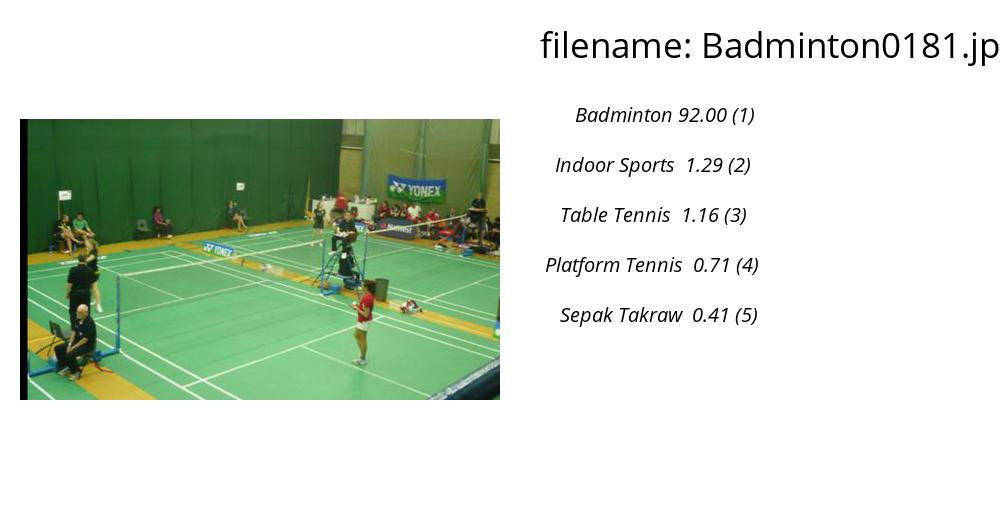 filename: Badminton0181.jp
Badminton 92.00 (1)
Indoor Sports 1.29 (2)
Table Tennis 1.16 (3)
Platform Tennis 0.71 (4)
Sepak Takraw 0.41 (5)
YONEX
YONEX